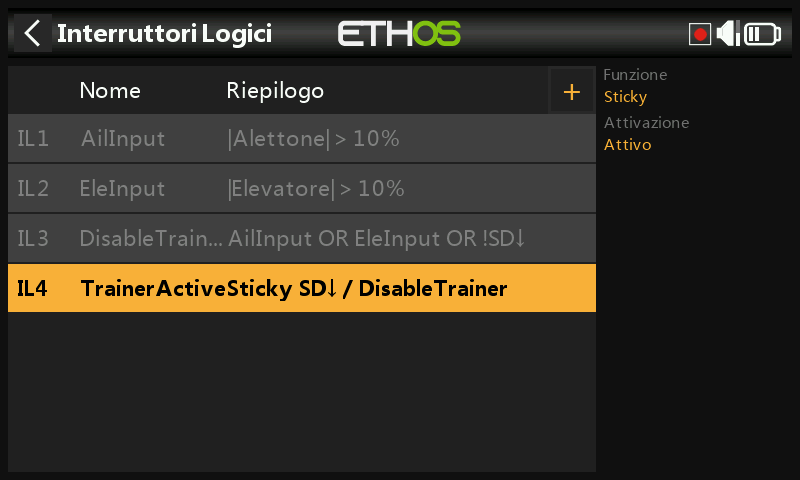 Interruttori Logici
ETHOS
Nome Riepilogo +
IL1 AilInput |Alettone| > 10%
IL2 EleInput |Elevatore| > 10%
IL3 DisableTrain... AilInput OR EleInput OR !SD↓
IL4 TrainerActive Sticky SD↓ / DisableTrainer
Funzione
Sticky
Attivazione
Attivo